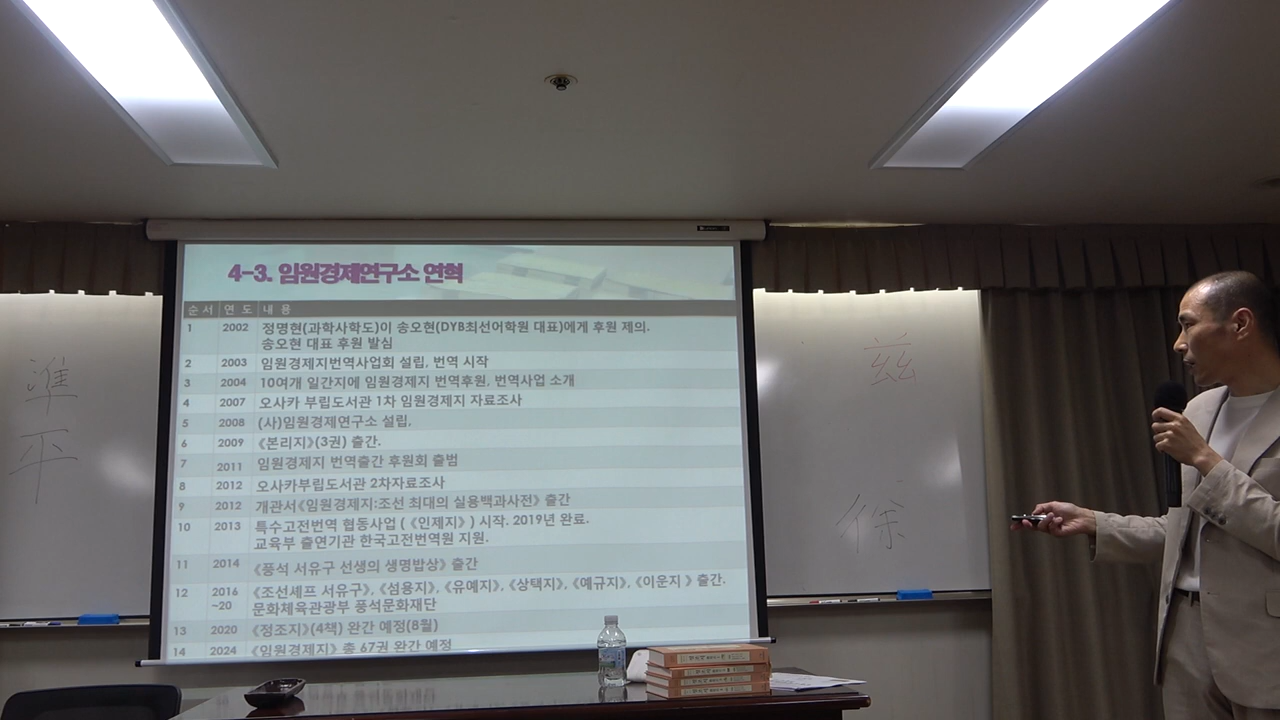 4-3. 임원경제연구소 연혁
순서 연 도 내 용
1 2002 정명현(과학사학도)이 송오현(DYB최선어학원 대표)에게 후원 제의.
송오현 대표 후원 발심
2 2003 임원경제지번역사업회 설립, 번역 시작
3 2004 10여개 일간지에 임원경제지 번역후원, 번역사업 소개
4 2007 오사카 부립도서관 1차 임원경제지 자료조사
5 2008 (사)임원경제연구소 설립,
6 2009 《본리지》(3권) 출간.
7 2011 임원경제지 번역출간 후원회 출범
8 2012 오사카부립도서관 2차자료조사
9 2012 개관서《임원경제지:조선 최대의 실용백과사전》 출간
10 2013 특수고전번역 협동사업 ( 《인제지》 ) 시작. 2019년 완료.
교육부 출연기관 한국고전번역원 지원.
11 2014 《풍석 서유구 선생의 생명밥상》 출간
12 2016 《조선셰프 서유구》, 《섬용지》, 《유예지》, 《상택지》, 《예규지》, 《이운지 》 출간.
~20 문화체육관광부 풍석문화재단
13 2020 《정조지》(4책) 완간 예정(8월)
14 2024 《임원경제지》 총 67권 완간 예정
準
平
玆
徐